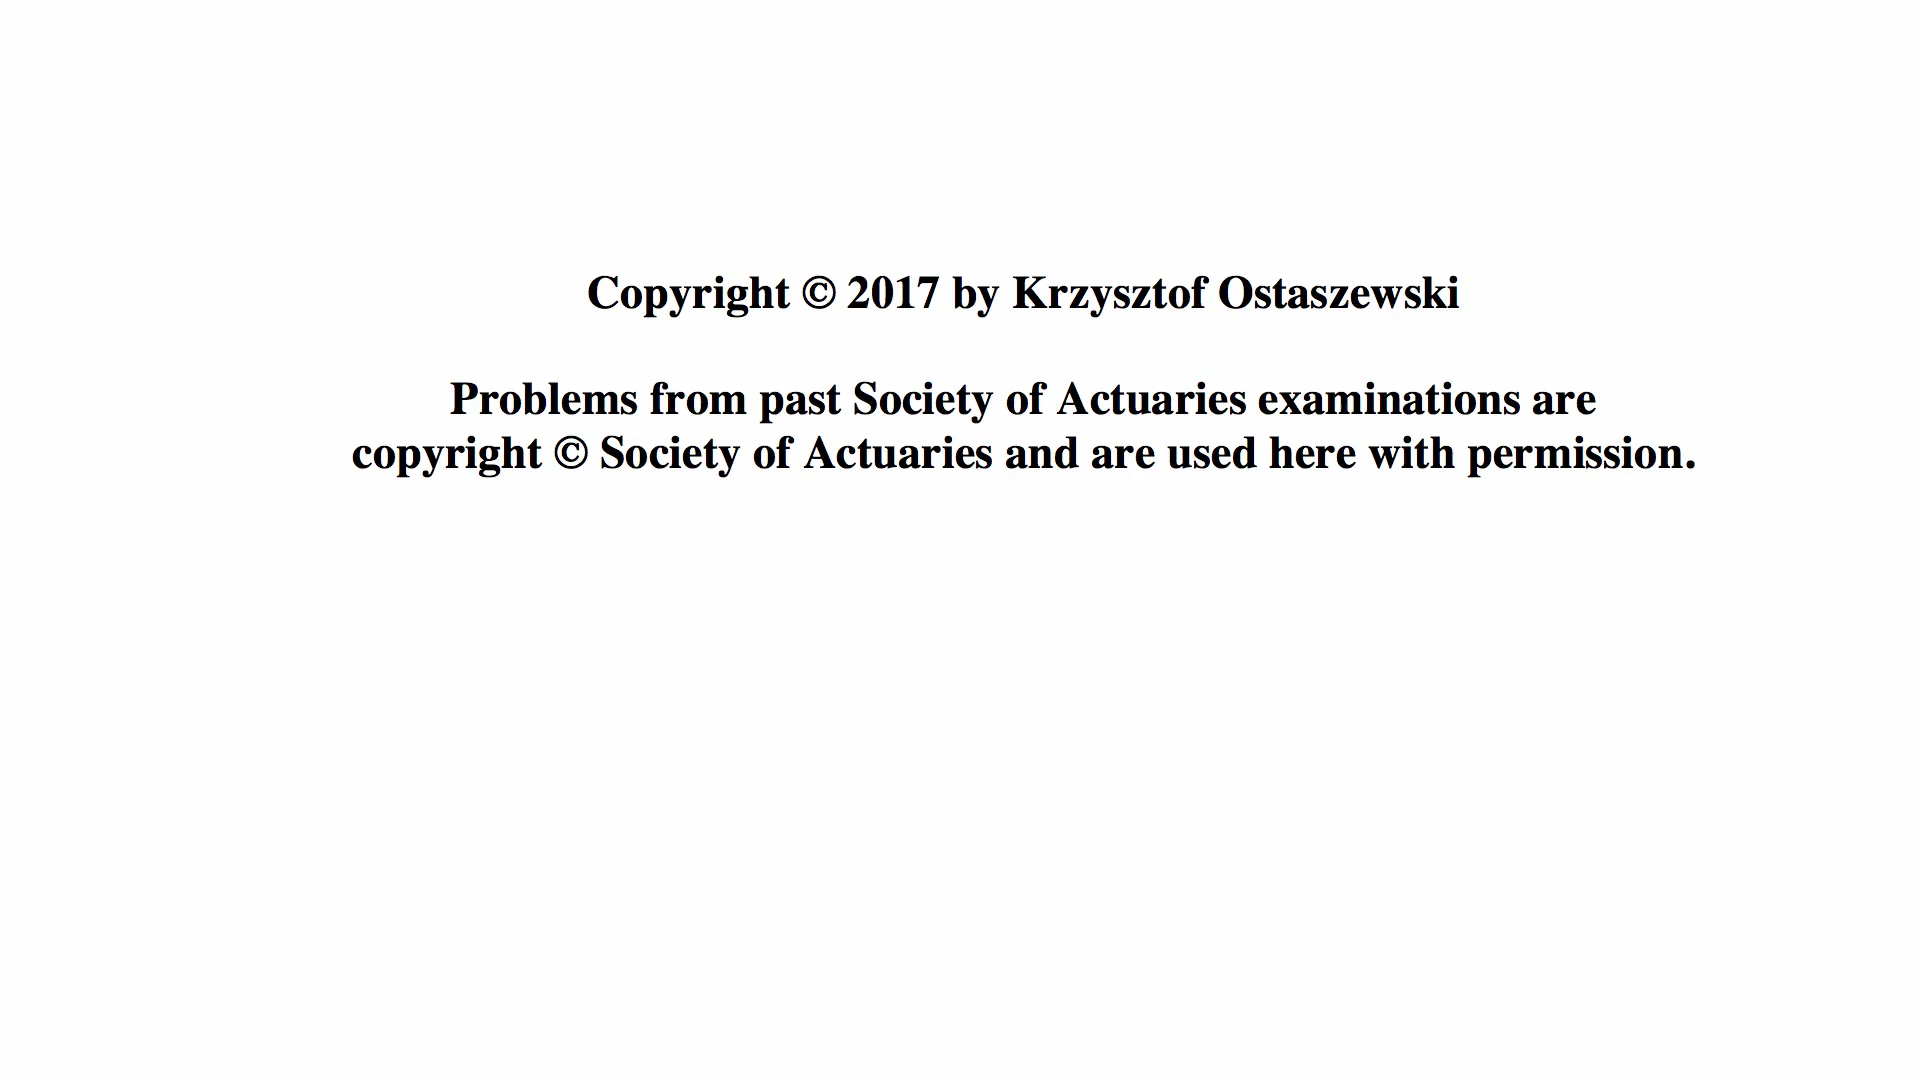 Copyright © 2017 by Krzysztof Ostaszewski
Problems from past Society of Actuaries examinations are
copyright © Society of Actuaries and are used here with permission.